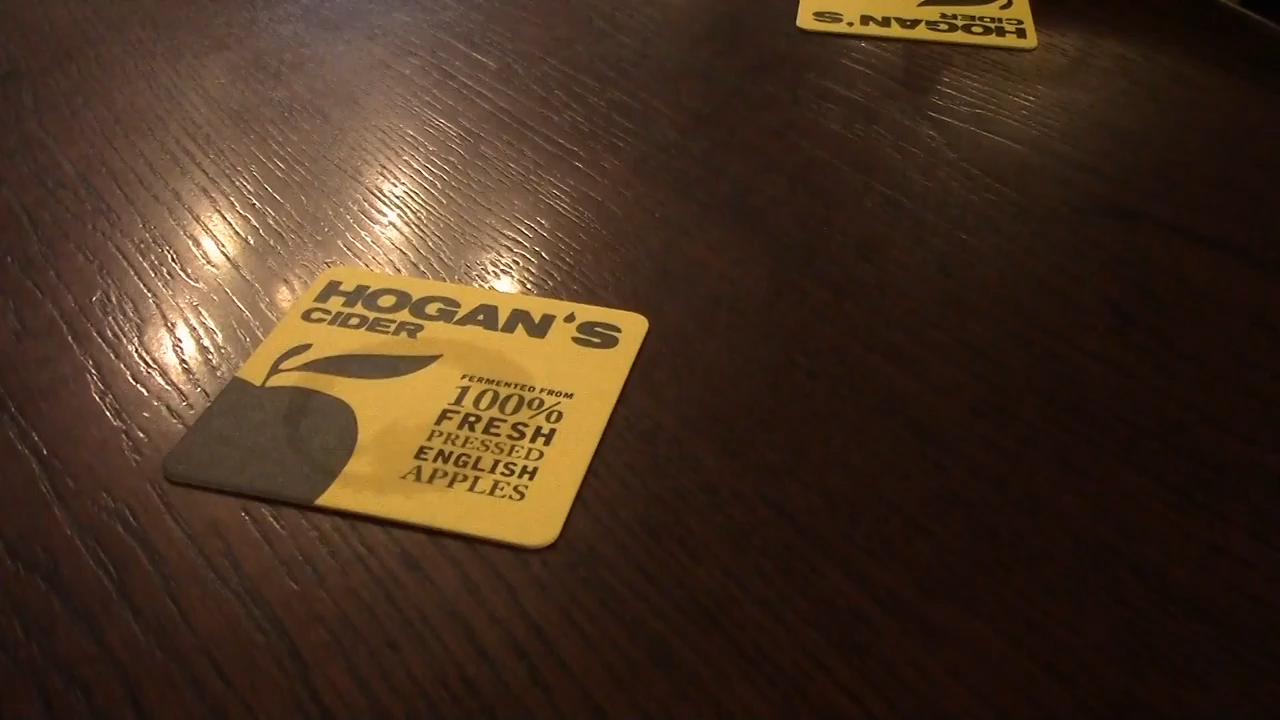 HOGAN'S
CIDER
HOGAN'S
CIDER
FERMENTED FROM
100%
FRESH
PRESSED
ENGLISH
APPLES